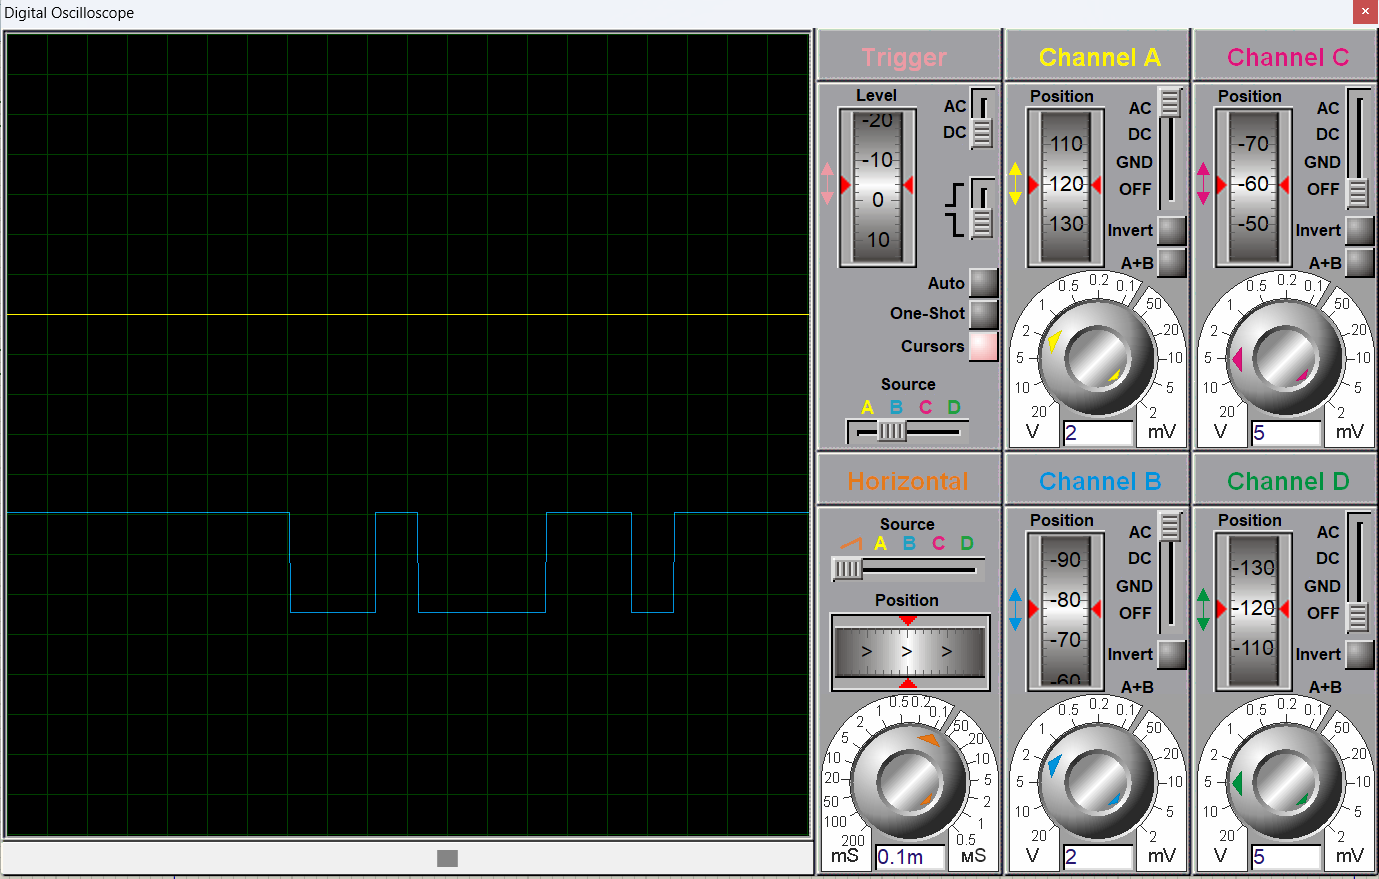 Digital Oscilloscope
Trigger
Level
-20
-10
0
10
AC
DC
Auto
One-Shot
Cursors
Source
A B C D
Channel A
Position
110
120
130
AC
DC
GND
OFF
Invert
A+B
20 10 5 2 1 0.5 0.2 0.1 50 20 10 5 2
V 2 mV
Channel C
Position
-70
-60
-50
AC
DC
GND
OFF
Invert
A+B
20 10 5 2 1 0.5 0.2 0.1 50 20 10 5 2
V 5 mV
Horizontal
Source
A B C D
Position
> > >
200 100 50 20 10 5 2 1 0.5 0.2 0.1 50 20 10 5 2 1 0.5
mS 0.1m мS
Channel B
Position
-90
-80
-70
-60
AC
DC
GND
OFF
Invert
A+B
20 10 5 2 1 0.5 0.2 0.1 50 20 10 5 2
V 2 mV
Channel D
Position
-130
-120
-110
AC
DC
GND
OFF
Invert
A+B
20 10 5 2 1 0.5 0.2 0.1 50 20 10 5 2
V 5 mV